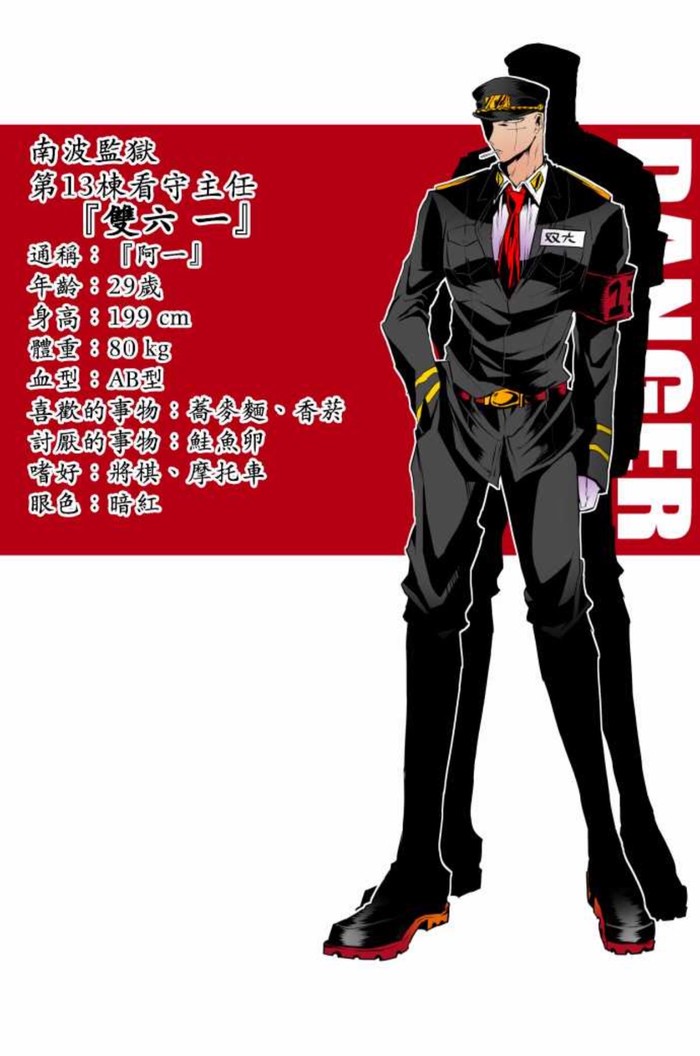 南波監獄
第13棟看守主任
『雙六 一』
通稱：『阿一』
年齡：29歲
身高：199 cm
體重：80 kg
血型：AB型
喜歡的事物：蕎麥麵、香菸
討厭的事物：鮭魚卵
嗜好：將棋、摩托車
眼色：暗紅
双六
DANGER